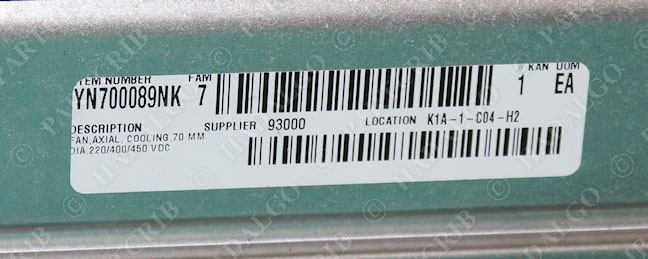 ITEM NUMBER FAM # KAN UOM
YN700089NK 7 1 EA
DESCRIPTION SUPPLIER 93000 LOCATION K1A-1-C04-H2
FAN,AXIAL, COOLING,70 MM
DIA,220/400/450 VDC